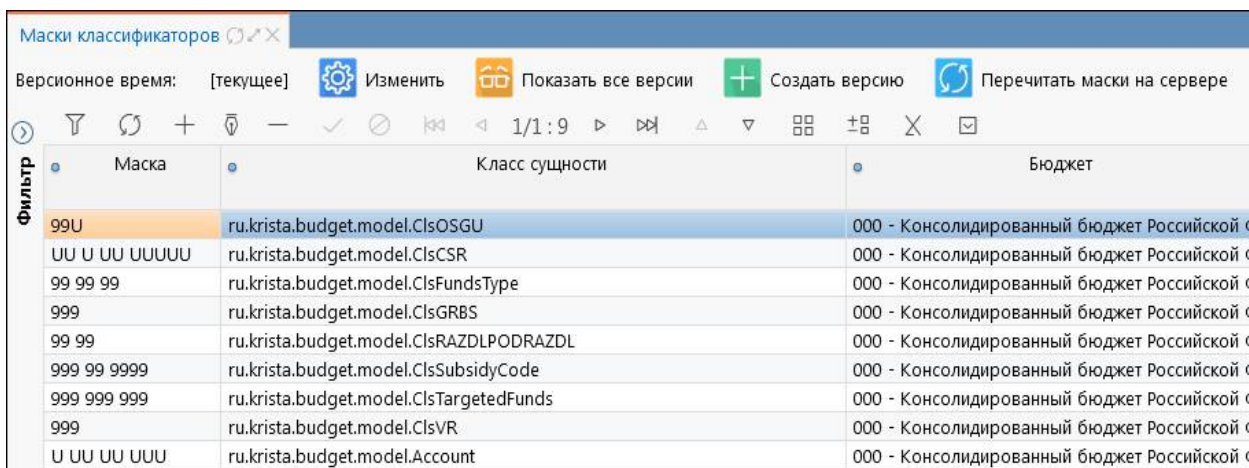 Маски классификаторов
Версионное время: [текущее] Изменить Показать все версии Создать версию Перечитать маски на сервере
1/1 : 9
Фильтр
Маска Класс сущности Бюджет
99U ru.krista.budget.model.ClsOSGU 000 - Консолидированный бюджет Российской
UU U UU UUUUU ru.krista.budget.model.ClsCSR 000 - Консолидированный бюджет Российской
99 99 99 ru.krista.budget.model.ClsFundsType 000 - Консолидированный бюджет Российской
999 ru.krista.budget.model.ClsGRBS 000 - Консолидированный бюджет Российской
99 99 ru.krista.budget.model.ClsRAZDLPODRAZDL 000 - Консолидированный бюджет Российской
999 99 9999 ru.krista.budget.model.ClsSubsidyCode 000 - Консолидированный бюджет Российской
999 999 999 ru.krista.budget.model.ClsTargetedFunds 000 - Консолидированный бюджет Российской
999 ru.krista.budget.model.ClsVR 000 - Консолидированный бюджет Российской
U UU UU UUU ru.krista.budget.model.Account 000 - Консолидированный бюджет Российской